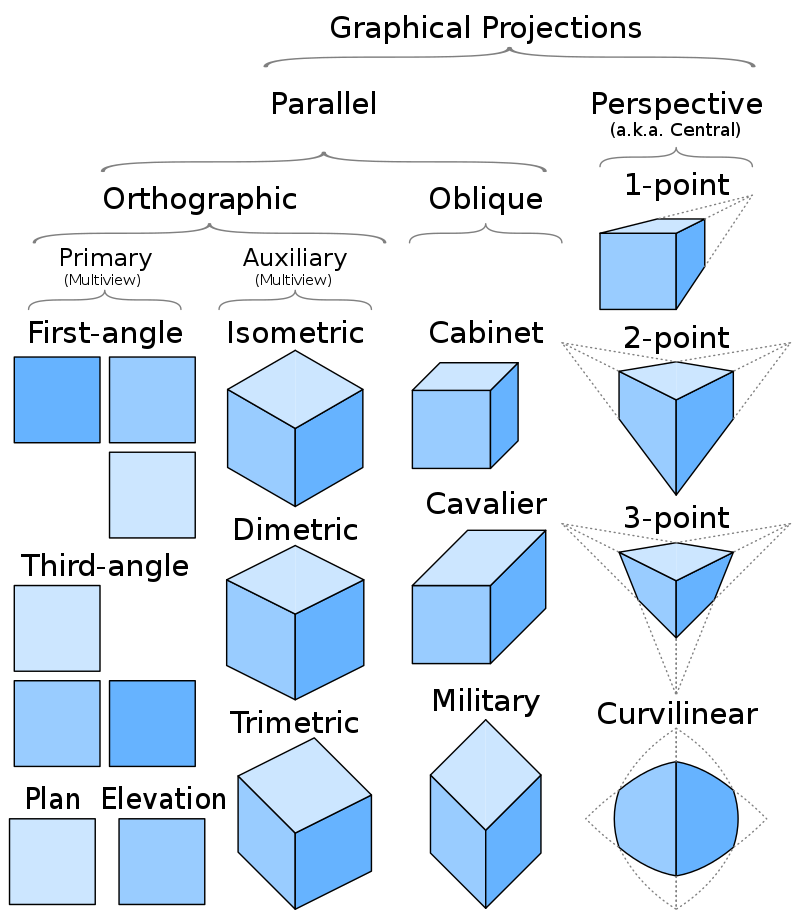 Graphical Projections
Parallel
Perspective
(a.k.a. Central)
Orthographic
Oblique
1-point
Primary
(Multiview)
Auxiliary
(Multiview)
First-angle
Isometric
Cabinet
2-point
Cavalier
3-point
Dimetric
Third-angle
Military
Curvilinear
Trimetric
Plan
Elevation